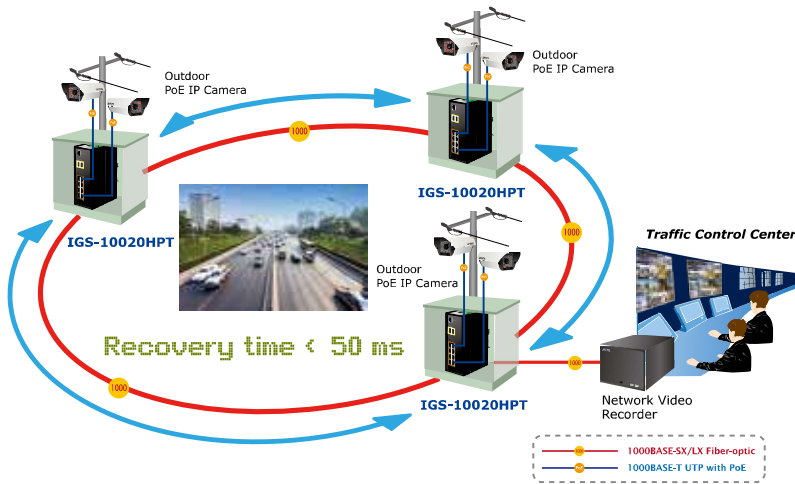 Outdoor
PoE IP Camera
Outdoor
PoE IP Camera
1000
IGS-10020HPT
IGS-10020HPT
1000
Traffic Control Center
Outdoor
PoE IP Camera
Recovery time < 50 ms
1000
1000
IGS-10020HPT
Network Video
Recorder
1000BASE-SX/LX Fiber-optic
1000BASE-T UTP with PoE